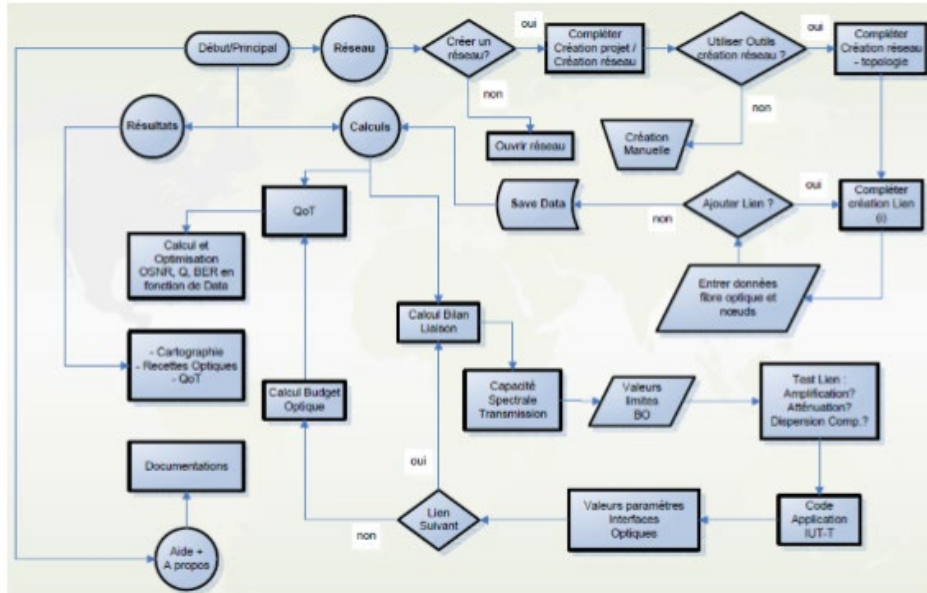 Début/Principal
Réseau
Créer un
réseau?
oui
Compléter
Création projet /
Création réseau
Utiliser Outils
création réseau ?
oui
Compléter
Création réseau
- topologie
non
non
Résultats
Calculs
Ouvrir réseau
Création
Manuelle
QoT
Save Data
non
Ajouter Lien ?
oui
Compléter
création Lien
(i)
Calcul et
Optimisation
OSNR, Q, BER en
fonction de Data
Entrer données
fibre optique et
nœuds
Calcul Bilan
Liaison
- Cartographie
- Recettes Optiques
- QoT
Calcul Budget
Optique
Capacité
Spectrale
Transmission
Valeurs
limites
BO
Test Lien :
Amplification?
Atténuation?
Dispersion Comp.?
Documentations
oui
Lien
Suivant
non
Valeurs paramètres
Interfaces
Optiques
Code
Application
IUT-T
Aide +
A propos